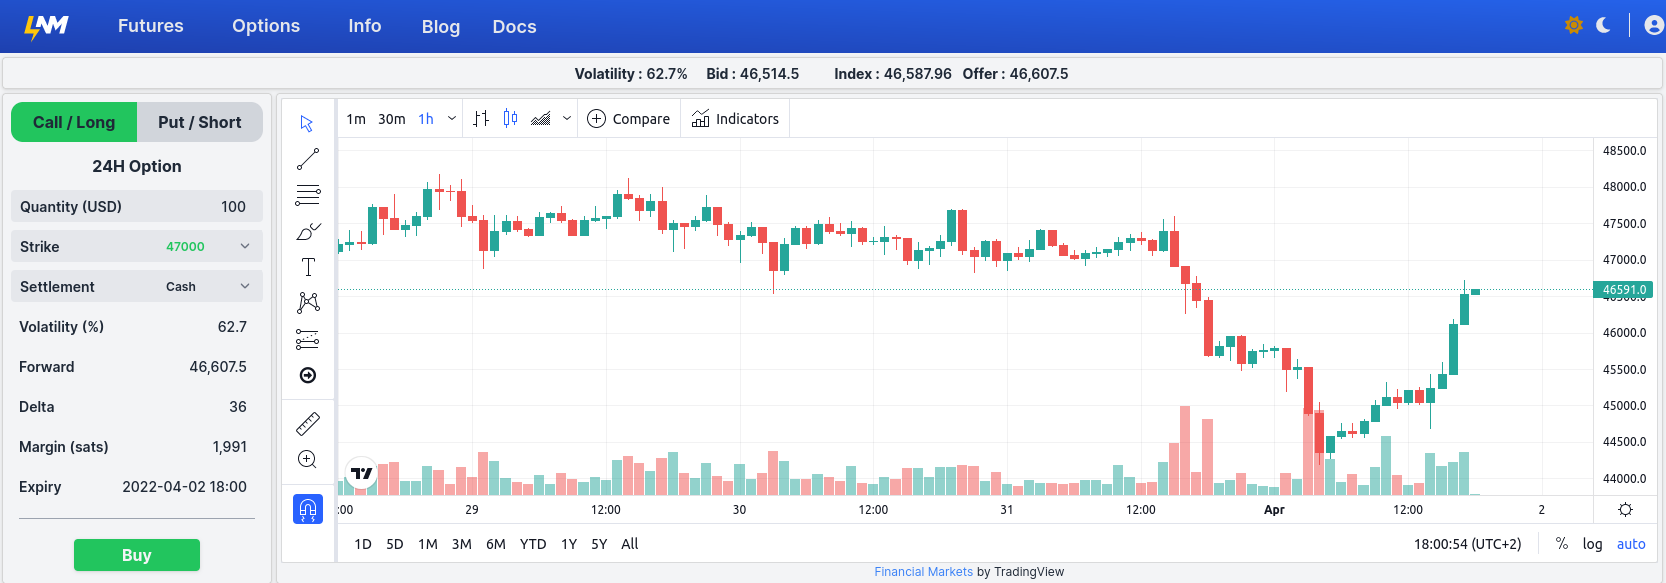 LNM Futures Options Info Blog Docs
Volatility : 62.7% Bid : 46,514.5 Index : 46,587.96 Offer : 46,607.5
Call / Long Put / Short
24H Option
Quantity (USD) 100
Strike 47000
Settlement Cash
Volatility (%) 62.7
Forward 46,607.5
Delta 36
Margin (sats) 1,991
Expiry 2022-04-02 18:00
Buy
1m 30m 1h Compare Indicators
48500.0
48000.0
47500.0
47000.0
46591.0
46500.0
46000.0
45500.0
45000.0
44500.0
44000.0
:00 29 12:00 30 12:00 31 12:00 Apr 12:00 2
1D 5D 1M 3M 6M YTD 1Y 5Y All 18:00:54 (UTC+2) % log auto
Financial Markets by TradingView